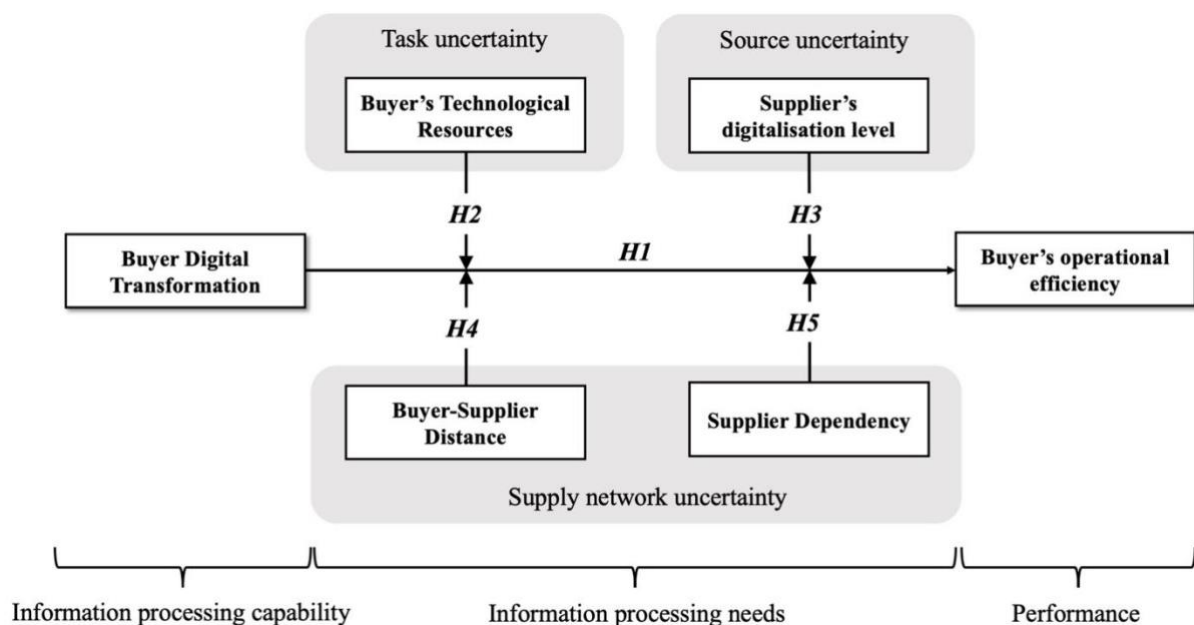 Task uncertainty
Source uncertainty
Buyer’s Technological
Resources
Supplier’s
digitalisation level
H2
H3
Buyer Digital
Transformation
H1
Buyer’s operational
efficiency
H4
H5
Buyer-Supplier
Distance
Supplier Dependency
Supply network uncertainty
Information processing capability
Information processing needs
Performance